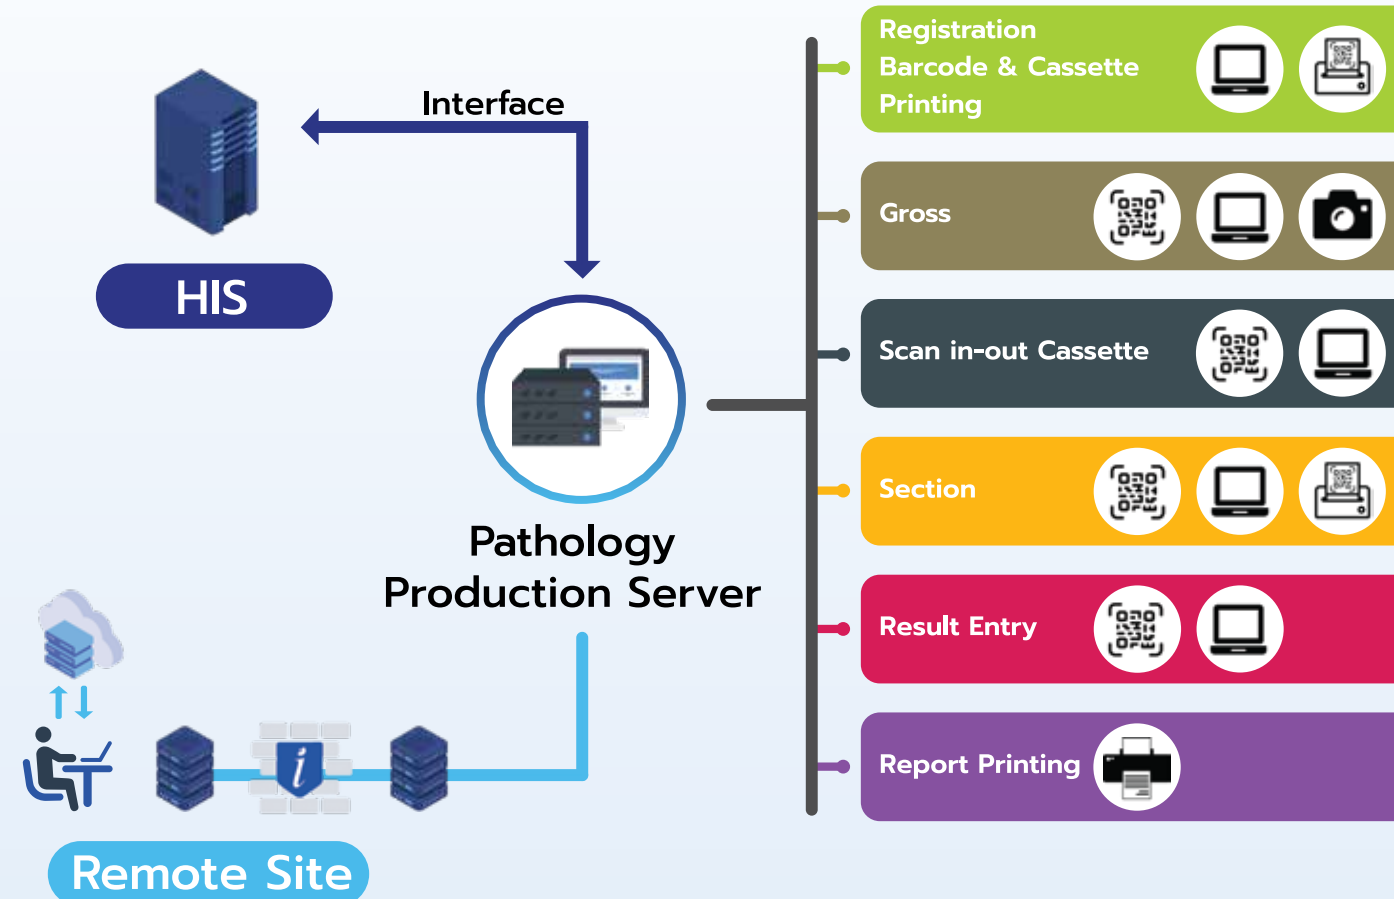 Interface
HIS
Pathology
Production Server
i
Remote Site
Registration
Barcode & Cassette
Printing
Gross
Scan in-out Cassette
Section
Result Entry
Report Printing